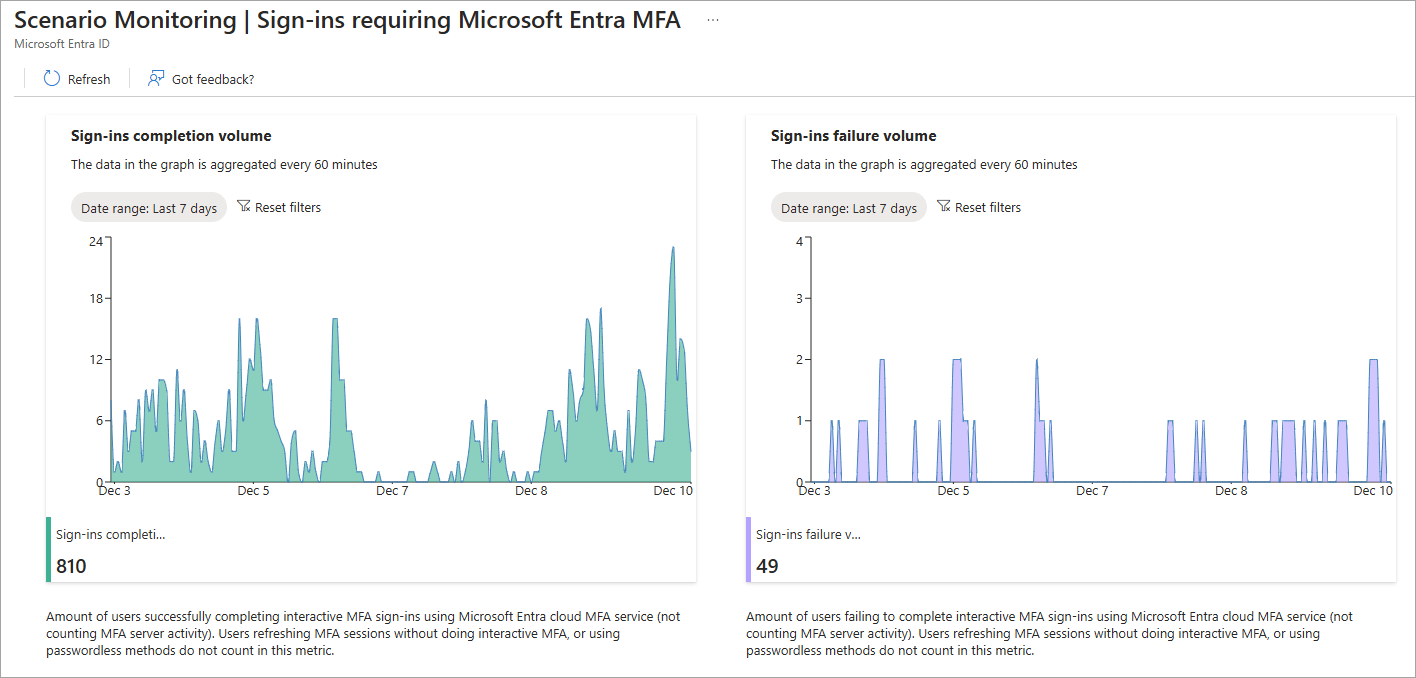 Scenario Monitoring | Sign-ins requiring Microsoft Entra MFA ...
Microsoft Entra ID
Refresh
Got feedback?
Sign-ins completion volume
The data in the graph is aggregated every 60 minutes
Date range: Last 7 days
Reset filters
24
18
12
6
0
Dec 3
Dec 5
Dec 7
Dec 8
Dec 10
Sign-ins completi...
810
Amount of users successfully completing interactive MFA sign-ins using Microsoft Entra cloud MFA service (not
counting MFA server activity). Users refreshing MFA sessions without doing interactive MFA, or using
passwordless methods do not count in this metric.
Sign-ins failure volume
The data in the graph is aggregated every 60 minutes
Date range: Last 7 days
Reset filters
4
3
2
1
0
Dec 3
Dec 5
Dec 7
Dec 8
Dec 10
Sign-ins failure v...
49
Amount of users failing to complete interactive MFA sign-ins using Microsoft Entra cloud MFA service (not
counting MFA server activity). Users refreshing MFA sessions without doing interactive MFA, or using
passwordless methods do not count in this metric.